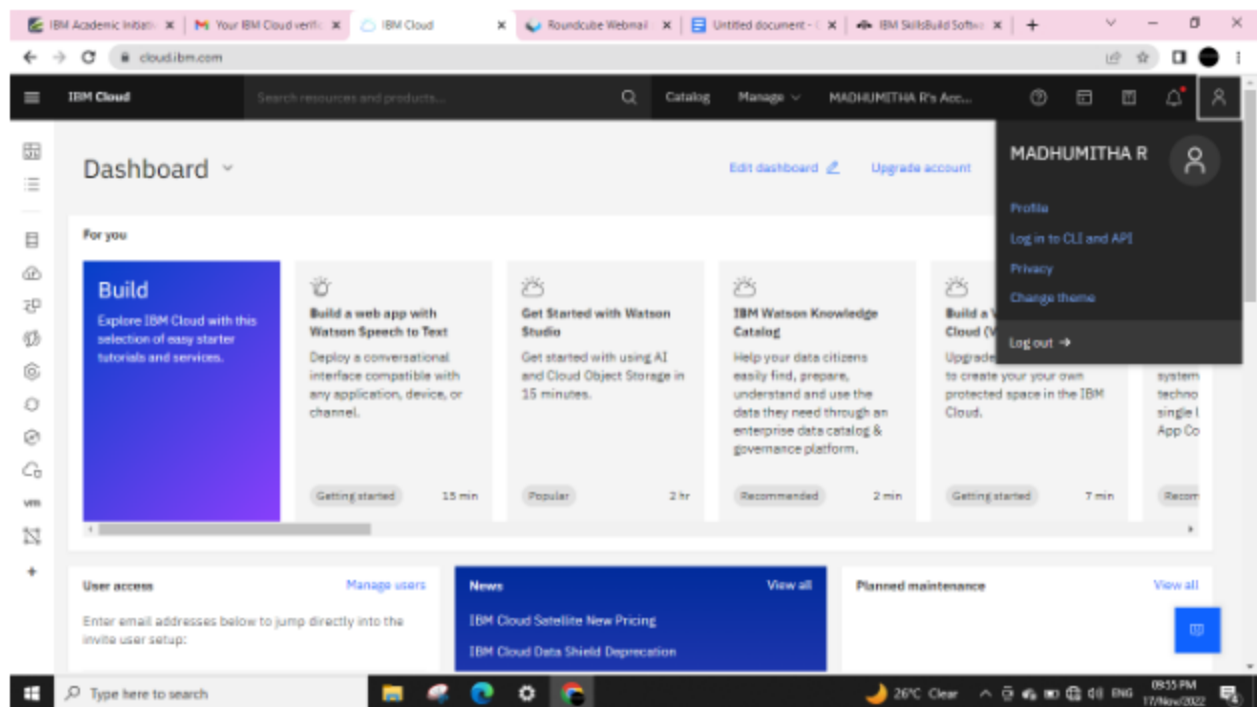 IBM Academic Initiativ
Your IBM Cloud verific
IBM Cloud
Roundcube Webmail
Untitled document -
IBM SkillsBuild Softwa
cloud.ibm.com
IBM Cloud
Search resources and products...
Catalog
Manage
MADHUMITHA R's Acc...
MADHUMITHA R
Profile
Log in to CLI and API
Privacy
Change theme
Log out →
Dashboard
Edit dashboard
Upgrade account
For you
Build
Explore IBM Cloud with this
selection of easy starter
tutorials and services.
Build a web app with
Watson Speech to Text
Deploy a conversational
interface compatible with
any application, device, or
channel.
Getting started
15 min
Get Started with Watson
Studio
Get started with using AI
and Cloud Object Storage in
15 minutes.
Popular
2 hr
IBM Watson Knowledge
Catalog
Help your data citizens
easily find, prepare,
understand and use the
data they need through an
enterprise data catalog &
governance platform.
Recommended
2 min
Build a V
Cloud (V
Upgrade
to create your your own
protected space in the IBM
Cloud.
Getting started
7 min
system
techno
single l
App Co
Recom
User access
Manage users
Enter email addresses below to jump directly into the
invite user setup:
News
View all
IBM Cloud Satellite New Pricing
IBM Cloud Data Shield Deprecation
Planned maintenance
View all
vm
Type here to search
26°C Clear
ENG
09:55 PM
17/Nov/2022